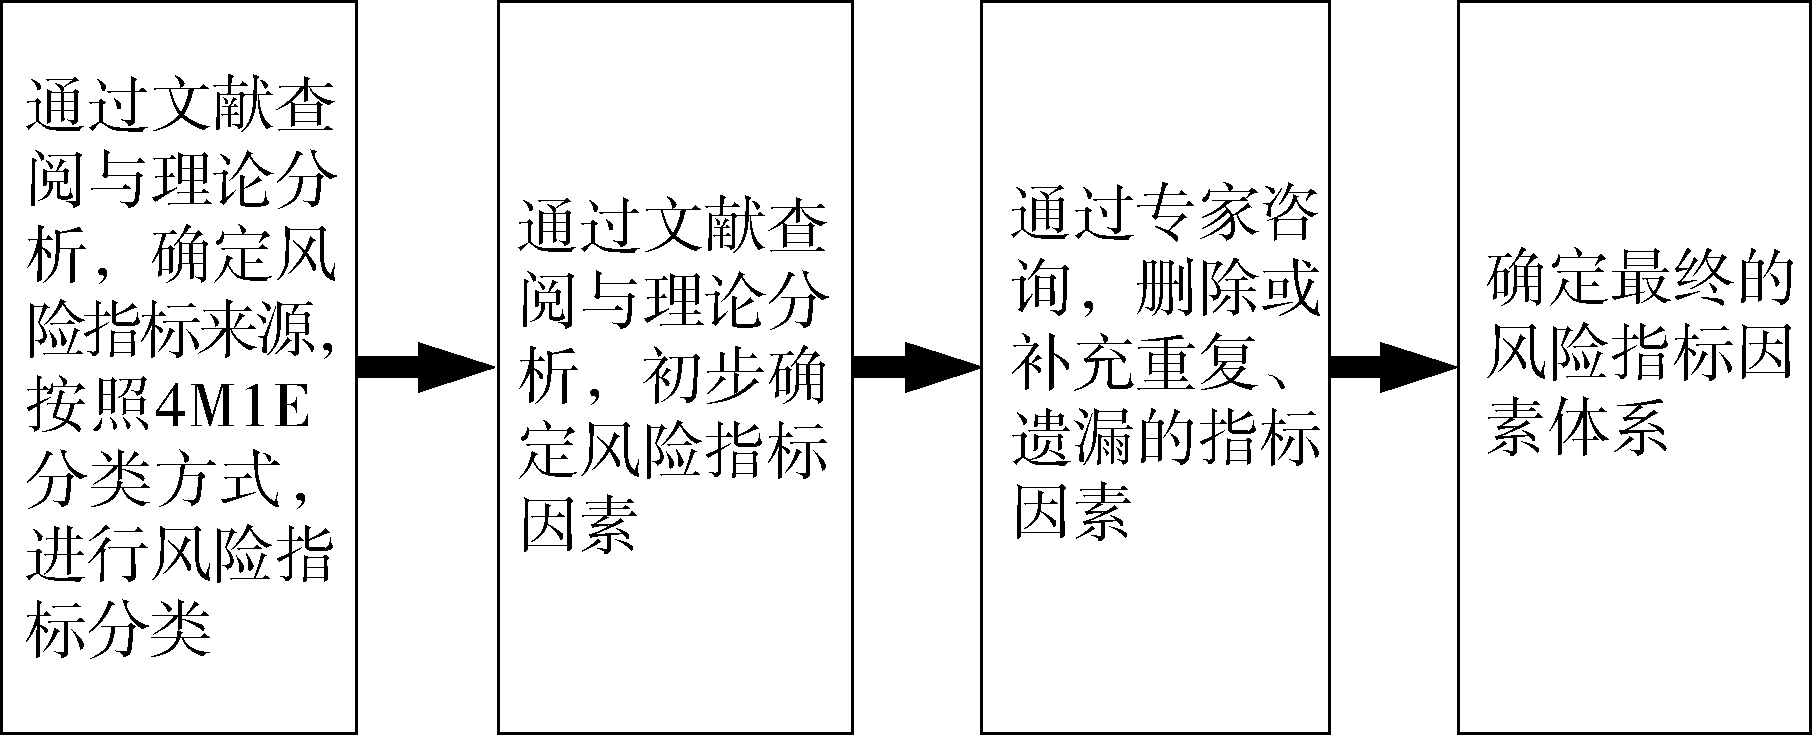 通过文献查
阅与理论分
析，确定风
险指标来源，
按照4M1E
分类方式，
进行风险指
标分类
通过文献查
阅与理论分
析，初步确
定风险指标
因素
通过专家咨
询，删除或
补充重复、
遗漏的指标
因素
确定最终的
风险指标因
素体系